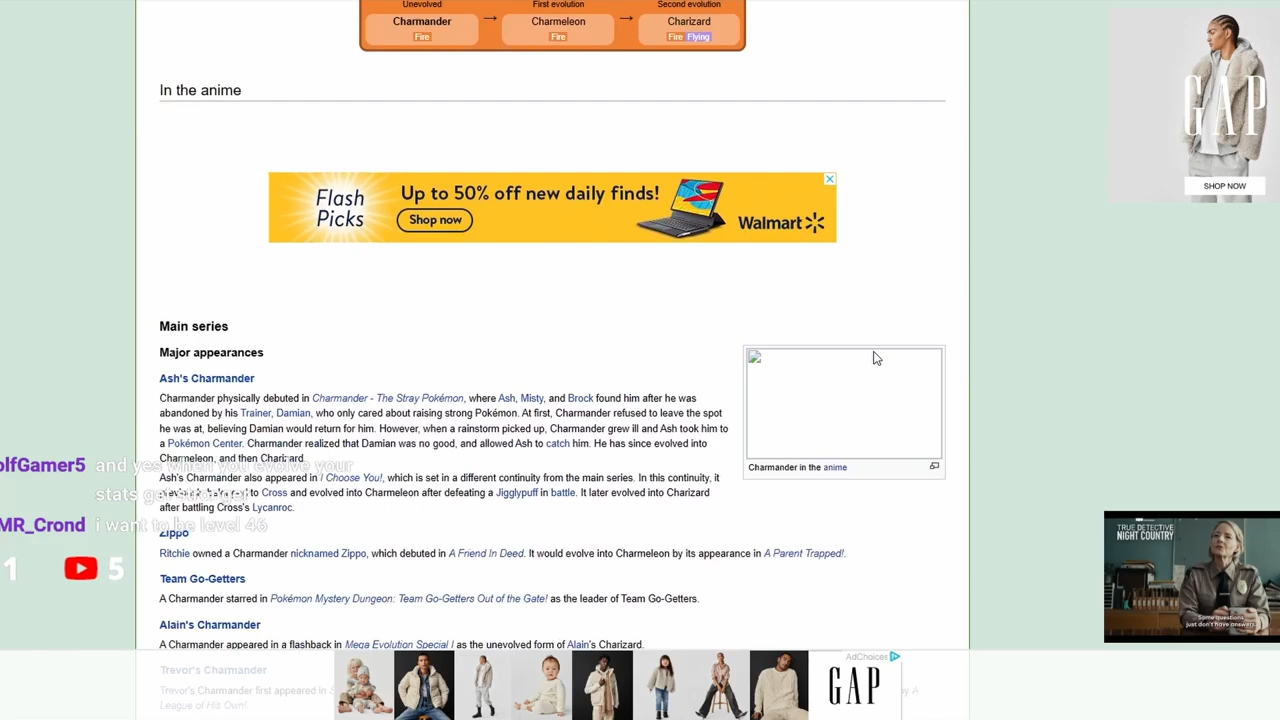 Unevolved
First evolution
Second evolution
Charmander
→
Charmeleon
→
Charizard
Fire
Fire
Fire Flying
In the anime
Flash
Picks
Up to 50% off new daily finds!
Shop now
Walmart
GAP
SHOP NOW
Main series
Major appearances
Ash's Charmander
Charmander physically debuted in Charmander - The Stray Pokémon, where Ash, Misty, and Brock found him after he was
abandoned by his Trainer, Damian, who only cared about raising strong Pokémon. At first, Charmander refused to leave the spot
he was at, believing Damian would return for him. However, when a rainstorm picked up, Charmander grew ill and Ash took him to
a Pokémon Center. Charmander realized that Damian was no good, and allowed Ash to catch him. He has since evolved into
Charmeleon, and then Charizard.
Charmander in the anime
Ash's Charmander also appeared in I Choose You!, which is set in a different continuity from the main series. In this continuity, it
to Cross and evolved into Charmeleon after defeating a Jigglypuff in battle. It later evolved into Charizard
after battling Cross's Lycanroc.
olfGamer5 and yes when you evolve your
stats get stronger
MR_Crond i want to be level 46
1 5
Zippo
Ritchie owned a Charmander nicknamed Zippo, which debuted in A Friend In Deed. It would evolve into Charmeleon by its appearance in A Parent Trapped!.
Team Go-Getters
A Charmander starred in Pokémon Mystery Dungeon: Team Go-Getters Out of the Gate! as the leader of Team Go-Getters.
Alain's Charmander
A Charmander appeared in a flashback in Mega Evolution Special I as the unevolved form of Alain's Charizard.
Trevor's Charmander
Trevor's Charmander first appeared in
by A
League of His Own!
TRUE DETECTIVE
NIGHT COUNTRY
Some questions
just don't have answers.
AdChoices
GAP